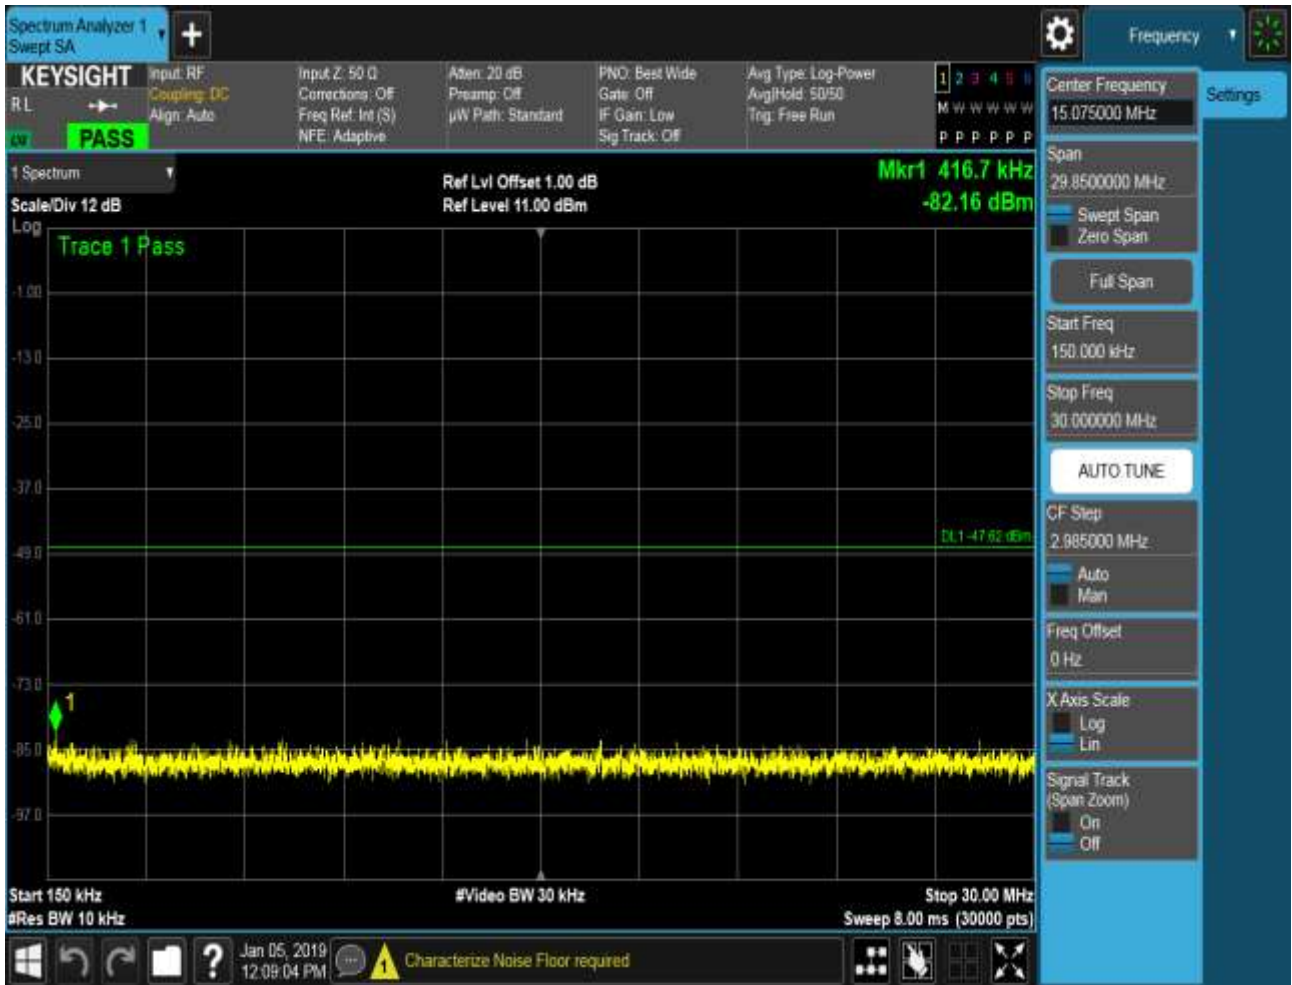 Spectrum Analyzer 1
Swept SA
Frequency
KEYSIGHT
R L
PASS
Input: RF
Coupling: DC
Align: Auto
Input Z: 50 Ω
Corrections: Off
Freq Ref: Int (S)
NFE: Adaptive
Atten: 20 dB
Preamp: Off
µW Path: Standard
PNO: Best Wide
Gate: Off
IF Gain: Low
Sig Track: Off
Avg Type: Log-Power
Avg|Hold: 50/50
Trig: Free Run
1 2 3 4 5 6
M W W W W W
P P P P P P
1 Spectrum
Scale/Div 12 dB
Ref Lvl Offset 1.00 dB
Ref Level 11.00 dBm
Mkr1 416.7 kHz
-82.16 dBm
Log
Trace 1 Pass
-1.00
-13.0
-25.0
-37.0
DL1 -47.62 dBm
-49.0
-61.0
-73.0
1
-85.0
-97.0
Start 150 kHz
#Video BW 30 kHz
Stop 30.00 MHz
#Res BW 10 kHz
Sweep 8.00 ms (30000 pts)
Jan 05, 2019
12:09:04 PM
Characterize Noise Floor required
Settings
Center Frequency
15.075000 MHz
Span
29.8500000 MHz
Swept Span
Zero Span
Full Span
Start Freq
150.000 kHz
Stop Freq
30.000000 MHz
AUTO TUNE
CF Step
2.985000 MHz
Auto
Man
Freq Offset
0 Hz
X Axis Scale
Log
Lin
Signal Track
(Span Zoom)
On
Off